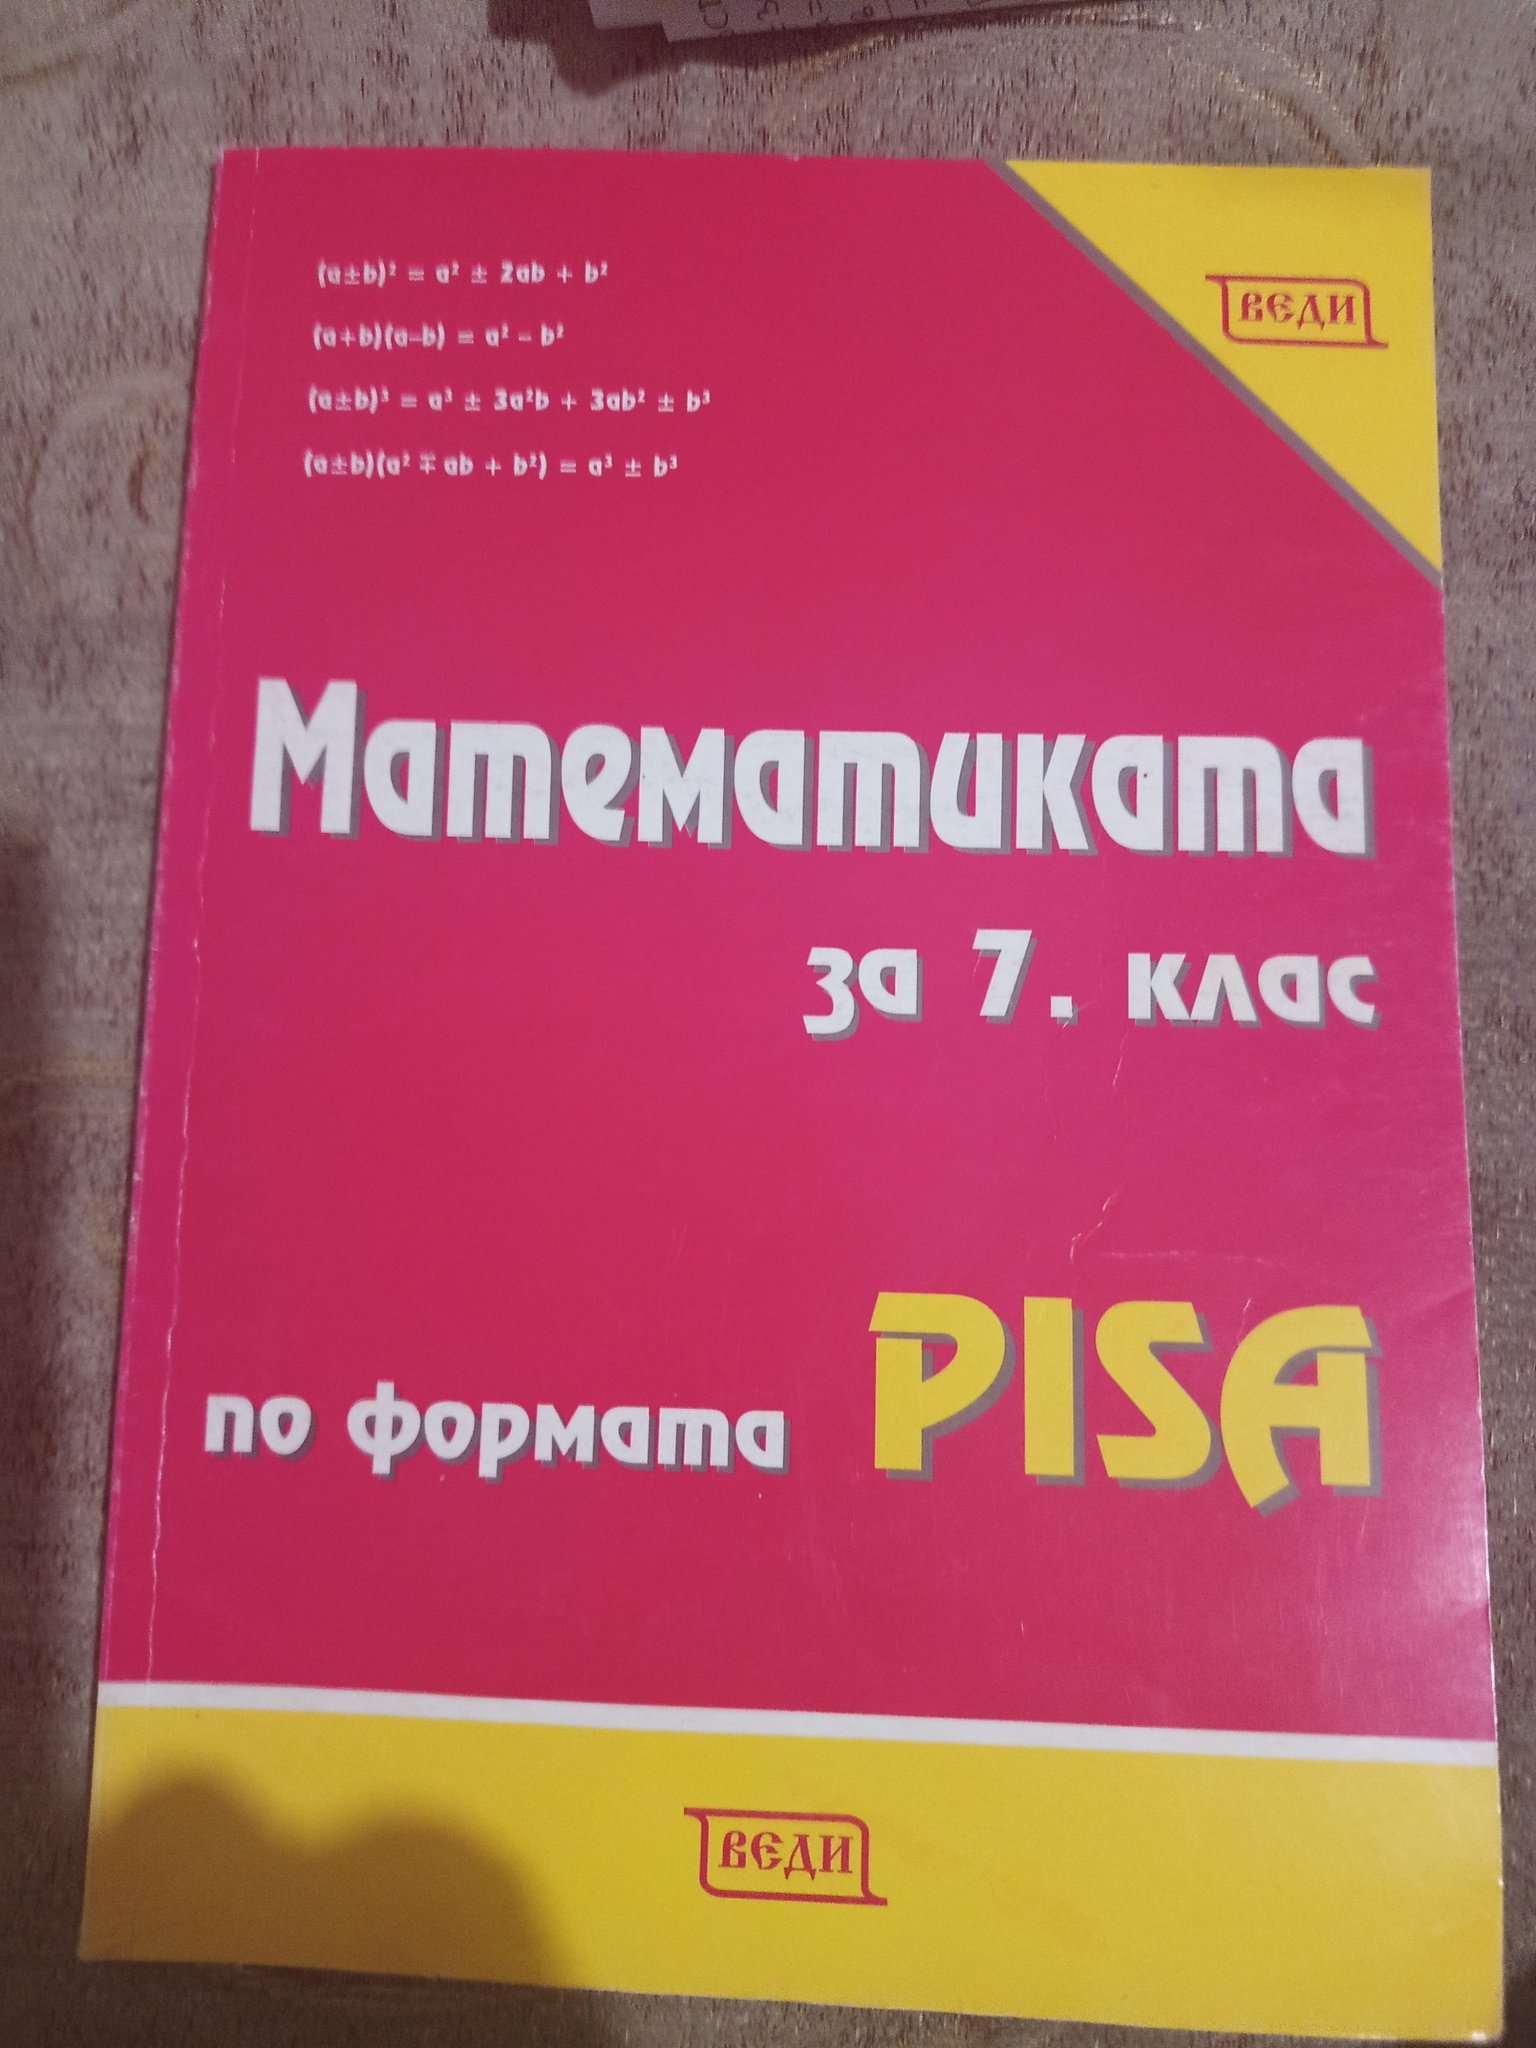 (a±b)² = a² ± 2ab + b²
(a+b)(a–b) = a² – b²
(a±b)³ = a³ ± 3a²b + 3ab² ± b³
(a±b)(a² ∓ ab + b²) = a³ ± b³
ВЕДИ
Математиката
за 7. клас
по формата PISA
ВЕДИ